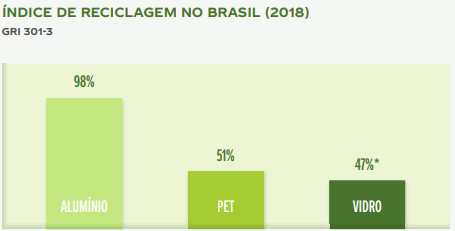 ÍNDICE DE RECICLAGEM NO BRASIL (2018)
GRI 301-3
98%
51%
47%*
ALUMÍNIO
PET
VIDRO